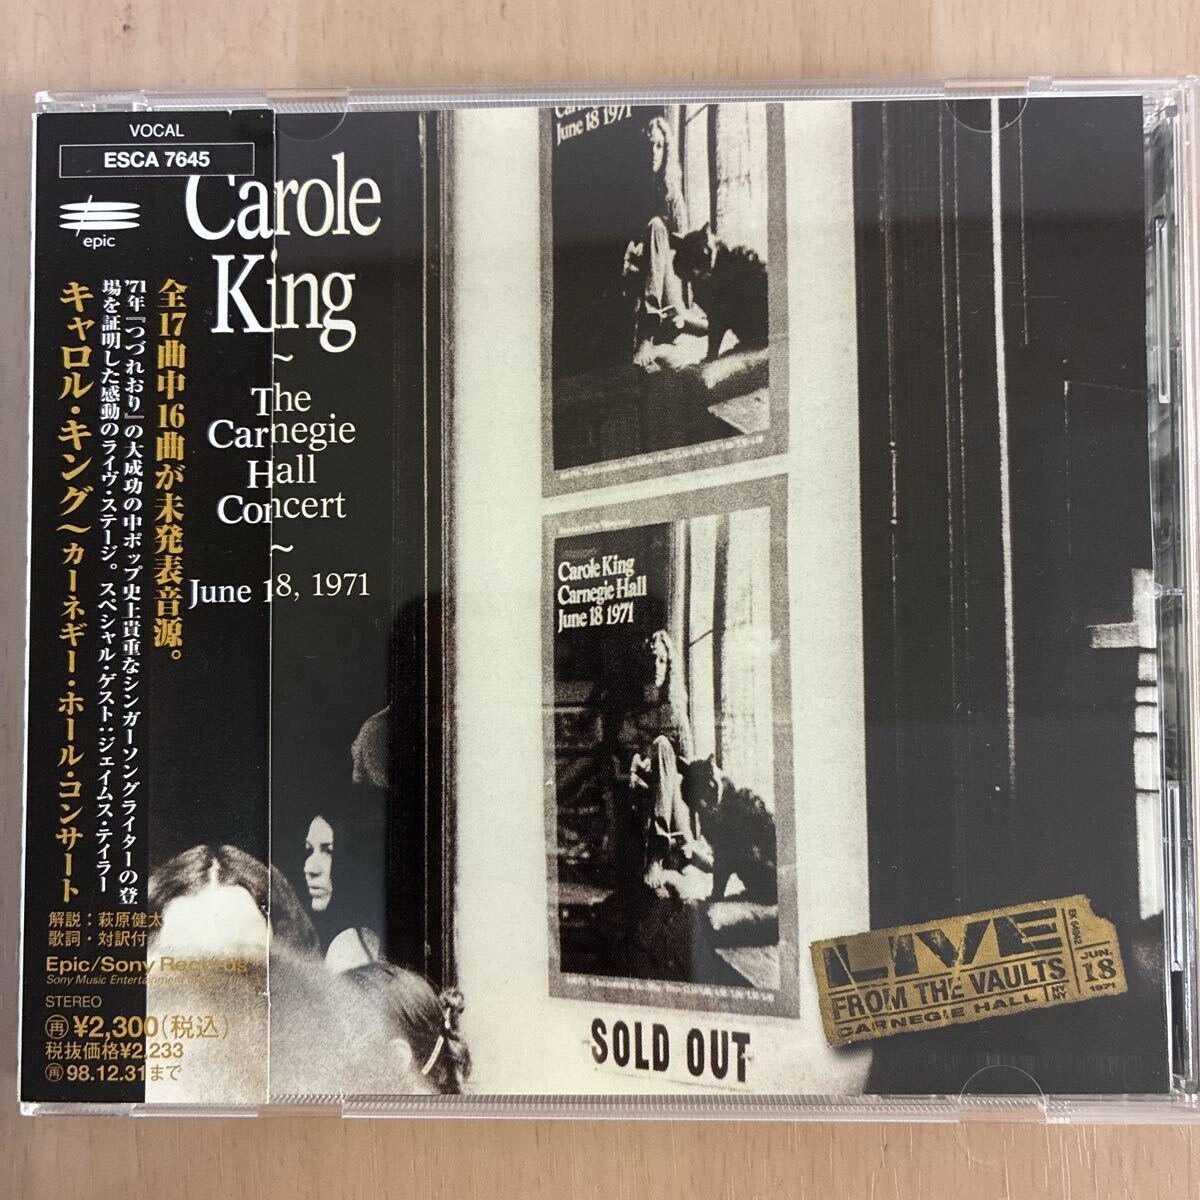 VOCAL
ESCA 7645
epic
全17曲中16曲が未発表音源。
'71年『つづれおり』の大成功の中ポップ史上貴重なシンガーソングライターの登
場を証明した感動のライヴ・ステージ。スペシャル・ゲスト:ジェイムス・テイラー
キャロル・キング〜カーネギー・ホール・コンサート
解説：萩原健太
歌詞・対訳付
Epic/Sony Records
Sony Music Entertainment
STEREO
㊢¥2,300(税込)
税抜価格¥2,233
98.12.31まで
Carole
King
~
The
Carnegie
Hall
Concert
~
June 18, 1971
Carnegie Hall
June 18 1971
Carole King
Carnegie Hall
June 18 1971
SOLD OUT
LIVE
FROM THE VAULTS
CARNEGIE HALL
NY NY
JUN.
18
1971